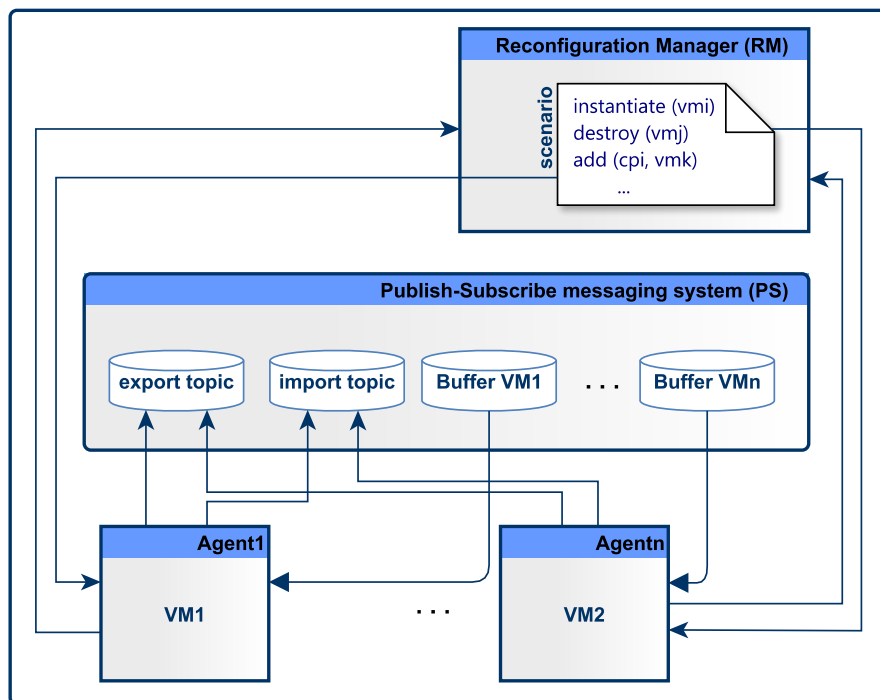 Reconfiguration Manager (RM)
scenario
instantiate (vmi)
destroy (vmj)
add (cpi, vmk)
...
Publish-Subscribe messaging system (PS)
export topic
import topic
Buffer VM1
. . .
Buffer VMn
Agent1
VM1
. . .
Agentn
VM2